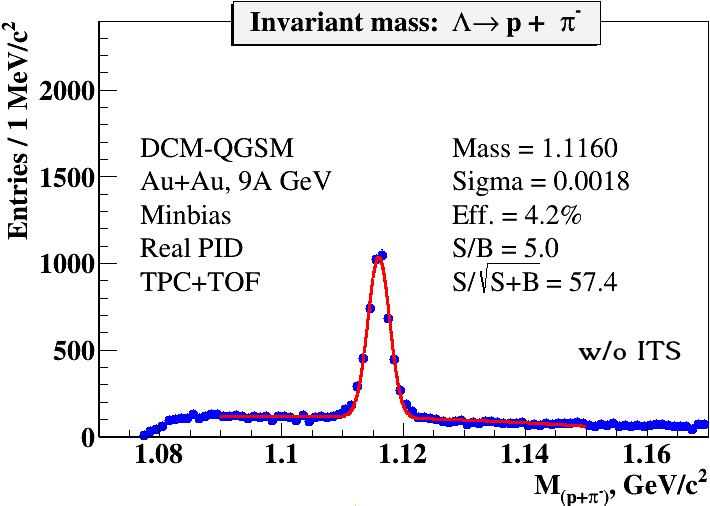 Invariant mass: Λ→ p + π-
Entries / 1 MeV/c2
2000
1500
1000
500
0
DCM-QGSM
Au+Au, 9A GeV
Minbias
Real PID
TPC+TOF
Mass = 1.1160
Sigma = 0.0018
Eff. = 4.2%
S/B = 5.0
S/√S+B = 57.4
w/o ITS
1.08 1.1 1.12 1.14 1.16
M(p+π-), GeV/c2